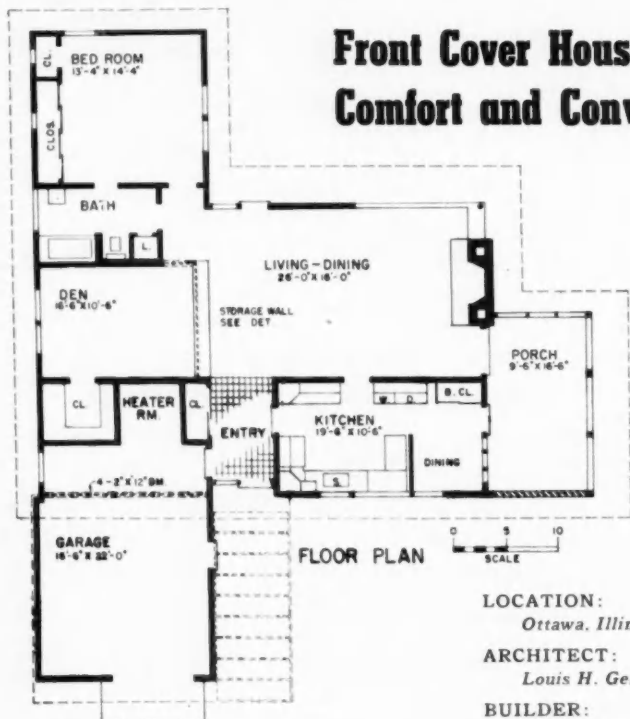 Front Cover Hous
Comfort and Conv
CL.
BED ROOM
13'-4" X 14'-4"
CLOS.
BATH
L.
LIVING-DINING
26'-0" X 16'-0"
DEN
16'-6" X 10'-6"
STORAGE WALL
SEE DET.
PORCH
9'-6" X 16'-6"
CL.
HEATER
RM.
CL.
ENTRY
KITCHEN
19'-6" X 10'-6"
W D.
B. CL.
DINING
S.
4-2" X 12" BM.
GARAGE
16'-6" X 22'-0"
FLOOR PLAN
0 5 10
SCALE
LOCATION:
Ottawa, Illin
ARCHITECT:
Louis H. Ge
BUILDER: